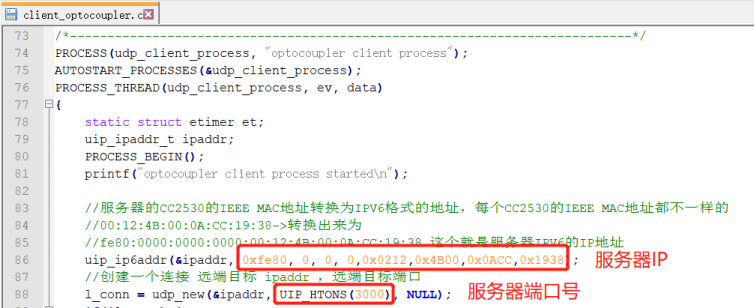 client_optocoupler.c
73 /*---------------------------------------------------------------------------*/
74 PROCESS(udp_client_process, "optocoupler client process");
75 AUTOSTART_PROCESSES(&udp_client_process);
76 PROCESS_THREAD(udp_client_process, ev, data)
77 {
78 static struct etimer et;
79 uip_ipaddr_t ipaddr;
80 PROCESS_BEGIN();
81 printf("optocoupler client process started\n");
82
83 //服务器的CC2530的IEEE MAC地址转换为IPV6格式的地址，每个CC2530的IEEE MAC地址都不一样的
84 //00:12:4B:00:0A:CC:19:38->转换出来为
85 //fe80:0000:0000:0000:00:12:4B:00:0A:CC:19:38 这个就是服务器IPV6的IP地址
86 uip_ip6addr(&ipaddr, 0xfe80, 0, 0, 0,0x0212,0x4B00,0x0ACC,0x1938 服务器IP
87 //创建一个连接 远端目标 ipaddr ，远端目标端口
88 l_conn = udp_new(&ipaddr, UIP_HTONS(3000), NULL); 服务器端口号